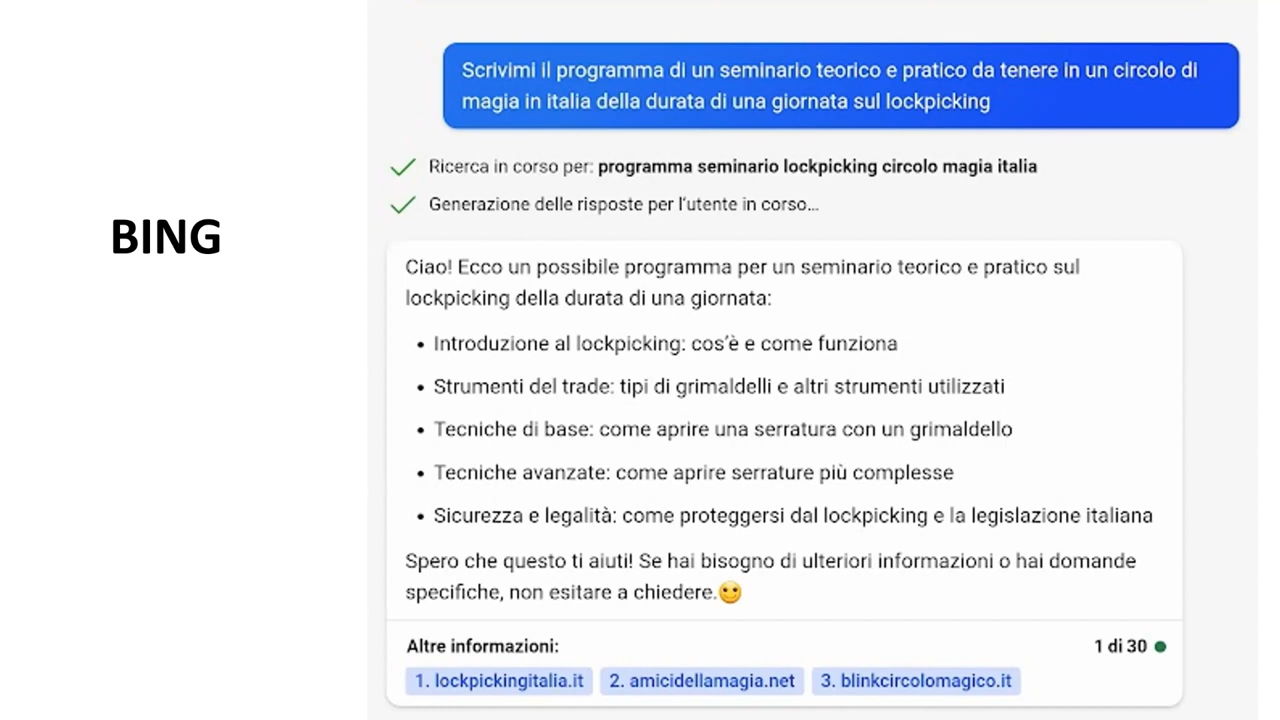 BING
Scrivimi il programma di un seminario teorico e pratico da tenere in un circolo di
magia in italia della durata di una giornata sul lockpicking
Ricerca in corso per: programma seminario lockpicking circolo magia italia
Generazione delle risposte per l'utente in corso...
Ciao! Ecco un possibile programma per un seminario teorico e pratico sul
lockpicking della durata di una giornata:
• Introduzione al lockpicking: cos'è e come funziona
• Strumenti del trade: tipi di grimaldelli e altri strumenti utilizzati
• Tecniche di base: come aprire una serratura con un grimaldello
• Tecniche avanzate: come aprire serrature più complesse
• Sicurezza e legalità: come proteggersi dal lockpicking e la legislazione italiana
Spero che questo ti aiuti! Se hai bisogno di ulteriori informazioni o hai domande
specifiche, non esitare a chiedere.😊
Altre informazioni: 1 di 30
1. lockpickingitalia.it 2. amicidellamagia.net 3. blinkcircolomagico.it